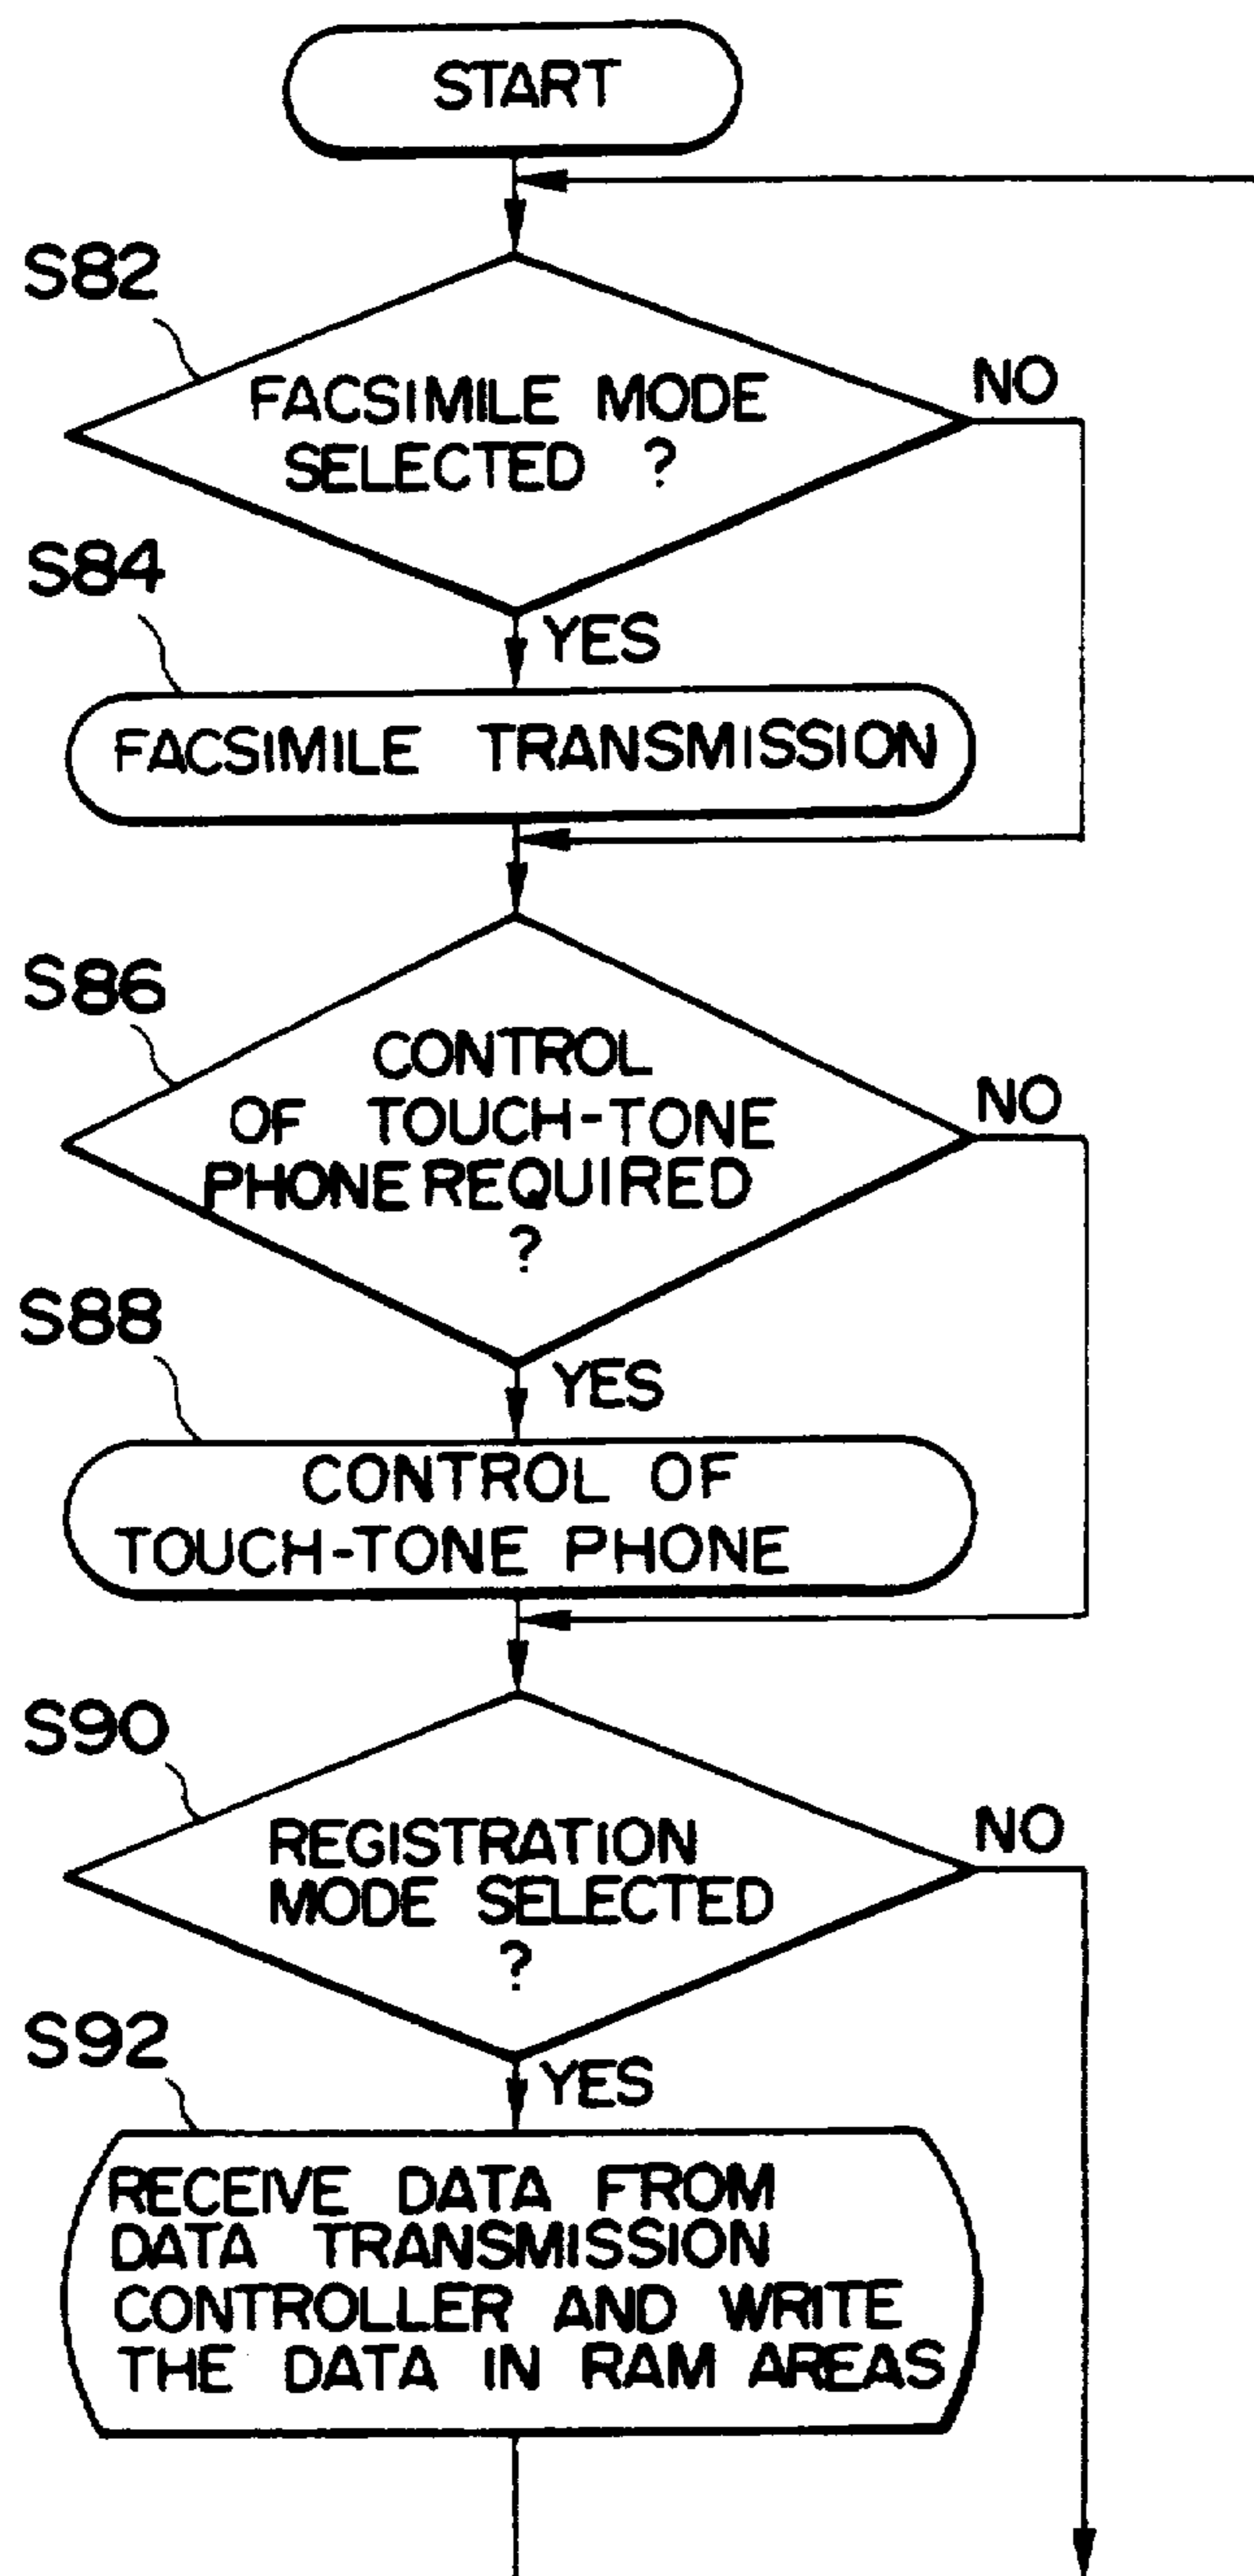 START
S82
FACSIMILE MODE
SELECTED ?
NO
S84
YES
FACSIMILE TRANSMISSION
S86
CONTROL
OF TOUCH-TONE
PHONE REQUIRED
?
NO
S88
YES
CONTROL OF
TOUCH-TONE PHONE
S90
REGISTRATION
MODE SELECTED
?
NO
S92
YES
RECEIVE DATA FROM
DATA TRANSMISSION
CONTROLLER AND WRITE
THE DATA IN RAM AREAS